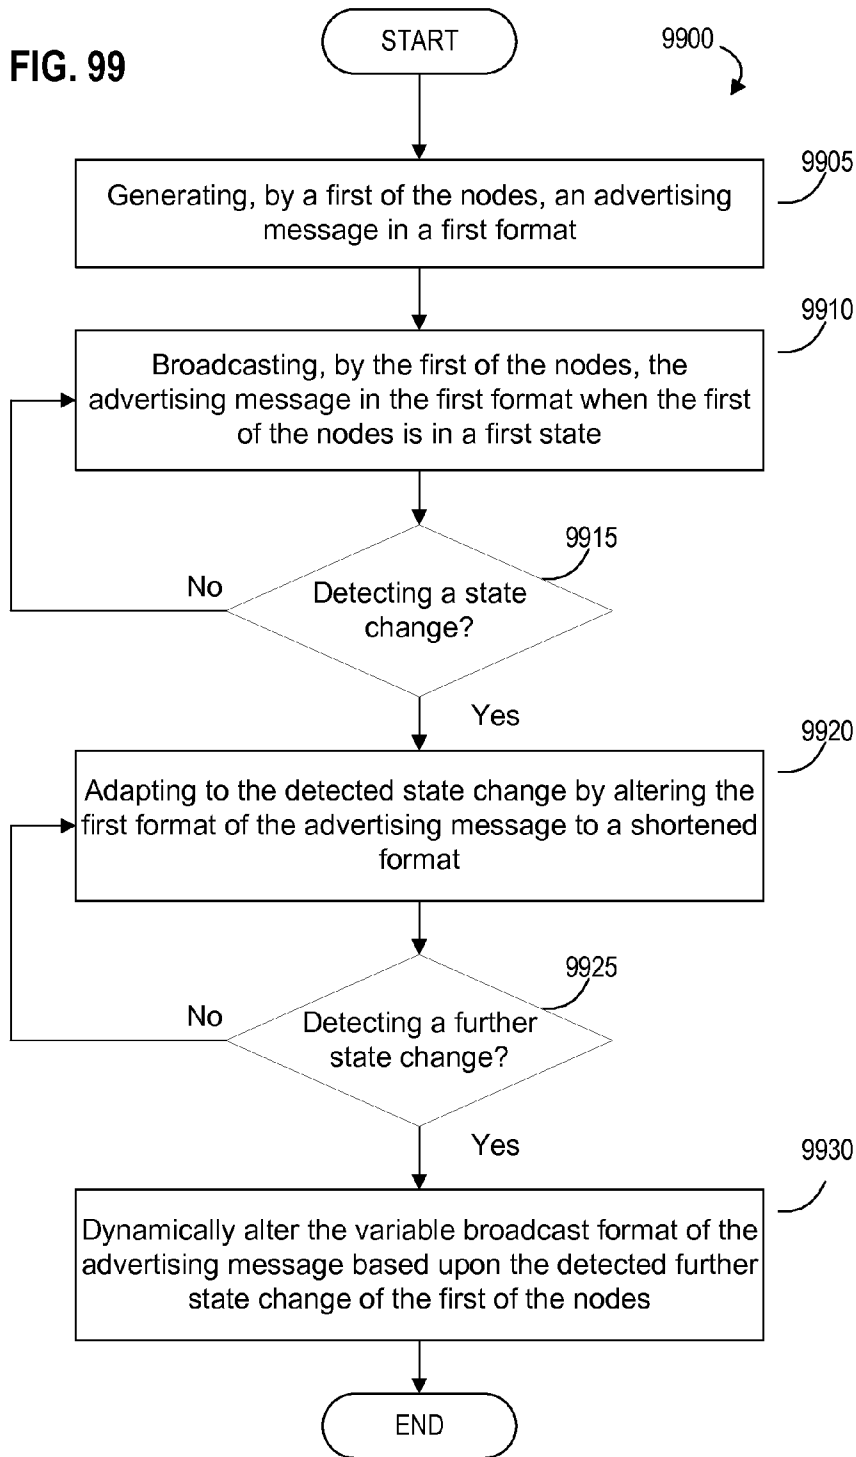 FIG. 99
START
9900
9905
Generating, by a first of the nodes, an advertising
message in a first format
9910
Broadcasting, by the first of the nodes, the
advertising message in the first format when the first
of the nodes is in a first state
9915
No
Detecting a state
change?
Yes
9920
Adapting to the detected state change by altering the
first format of the advertising message to a shortened
format
9925
No
Detecting a further
state change?
Yes
9930
Dynamically alter the variable broadcast format of the
advertising message based upon the detected further
state change of the first of the nodes
END